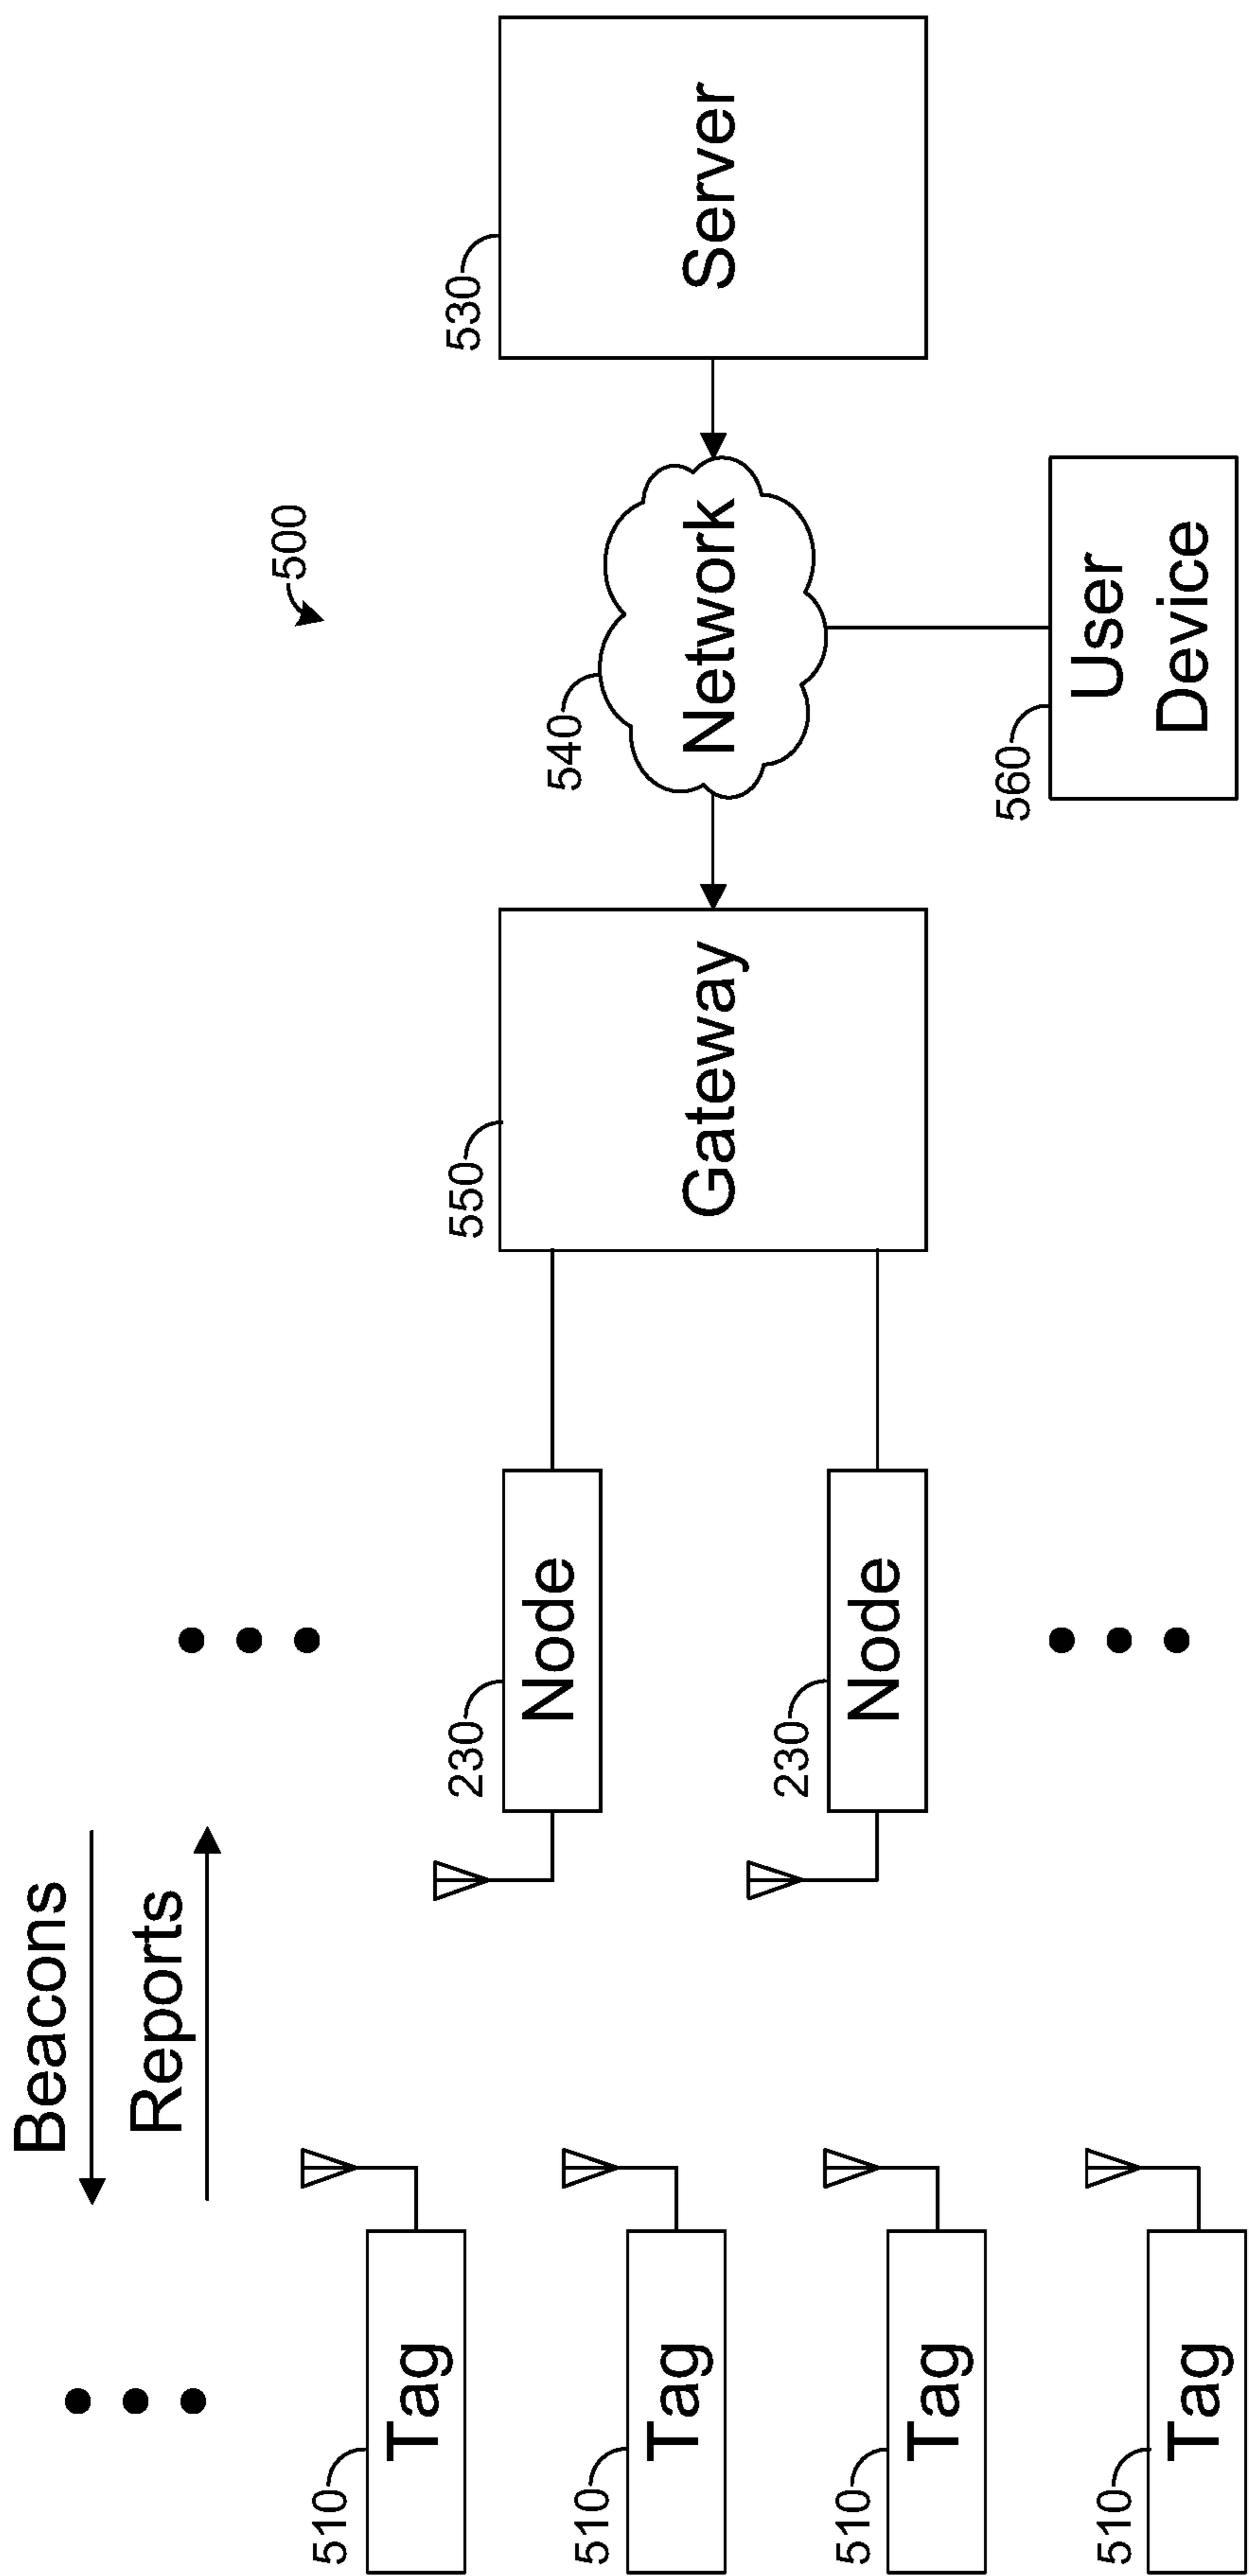 Beacons
Reports
500
510
Tag
230
Node
550
Gateway
540
Network
530
Server
510
Tag
230
Node
510
Tag
560
User
Device
510
Tag